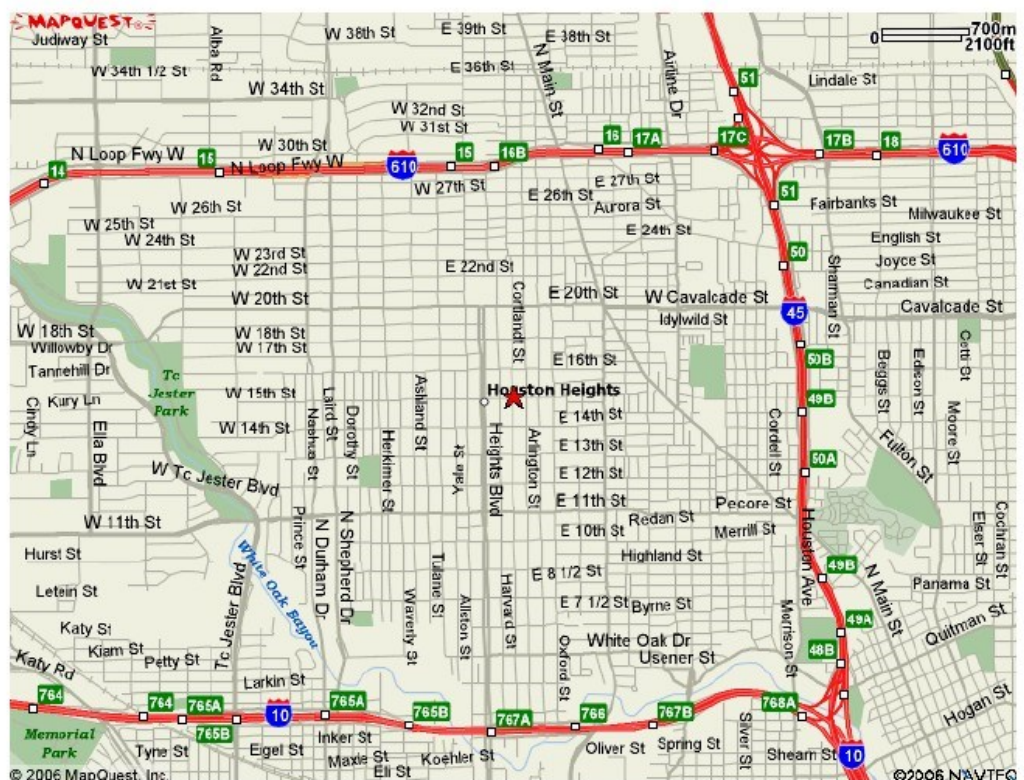 MAPQUEST
Judiway St
Alba Rd
W 38th St
E 39th St
E 38th St
N Main St
Airline Dr
0 700m
2100ft
W 34th 1/2 St
E 36th St
51
Lindale St
W 34th St
W 32nd St
W 31st St
W 30th St
N Loop Fwy W
N Loop Fwy W
14
15
610
15
16B
16
17A
17C
17B
18
610
W 27th St
E 27th St
E 26th St
Aurora St
51
Fairbanks St
W 26th St
W 25th St
W 24th St
E 24th St
Milwaukee St
English St
W 23rd St
W 22nd St
E 22nd St
50
Joyce St
Canadian St
W 21st St
W 20th St
Cortlandt St
E 20th St
W Cavalcade St
Sharman St
Cavalcade St
45
Idylwild St
W 18th St
W 18th St
Willowby Dr
W 17th St
E 16th St
50B
Cetti St
Tannehill Dr
Tc
Jester
Park
Beggs St
Edison St
Kury Ln
Cindy Ln
W 15th St
Houston Heights
49B
Ella Blvd
Laird St
Nashua St
Dorothy St
Ashland St
Herkimer St
W 14th St
E 14th St
Moore St
Yale St
Heights Blvd
Arlington St
E 13th St
Cordell St
Fulton St
W Tc Jester Blvd
E 12th St
50A
W 11th St
E 11th St
Pecore St
Redan St
E 10th St
Merrill St
Prince St
N Durham Dr
N Shepherd Dr
Houston Ave
Elser St
Cochran St
Hurst St
White Oak Bayou
Highland St
49B
Tc Jester Blvd
Tulane St
E 8 1/2 St
N Main St
Panama St
Letein St
Waverly St
Allston St
Harvard St
E 7 1/2 St
Byrne St
Morrison St
49A
Quitman St
Katy St
Kiam St
Petty St
Katy Rd
Oxford St
White Oak Dr
Usener St
48B
Larkin St
764
764
765A
765B
10
765A
765B
767A
766
767B
768A
Hogan St
Memorial
Park
Tyne St
Eigel St
Inker St
Maxie St
Eli St
Koehler St
Oliver St
Spring St
Silver St
Shearn St
10
© 2006 MapQuest, Inc.
©2006 NAVTEQ